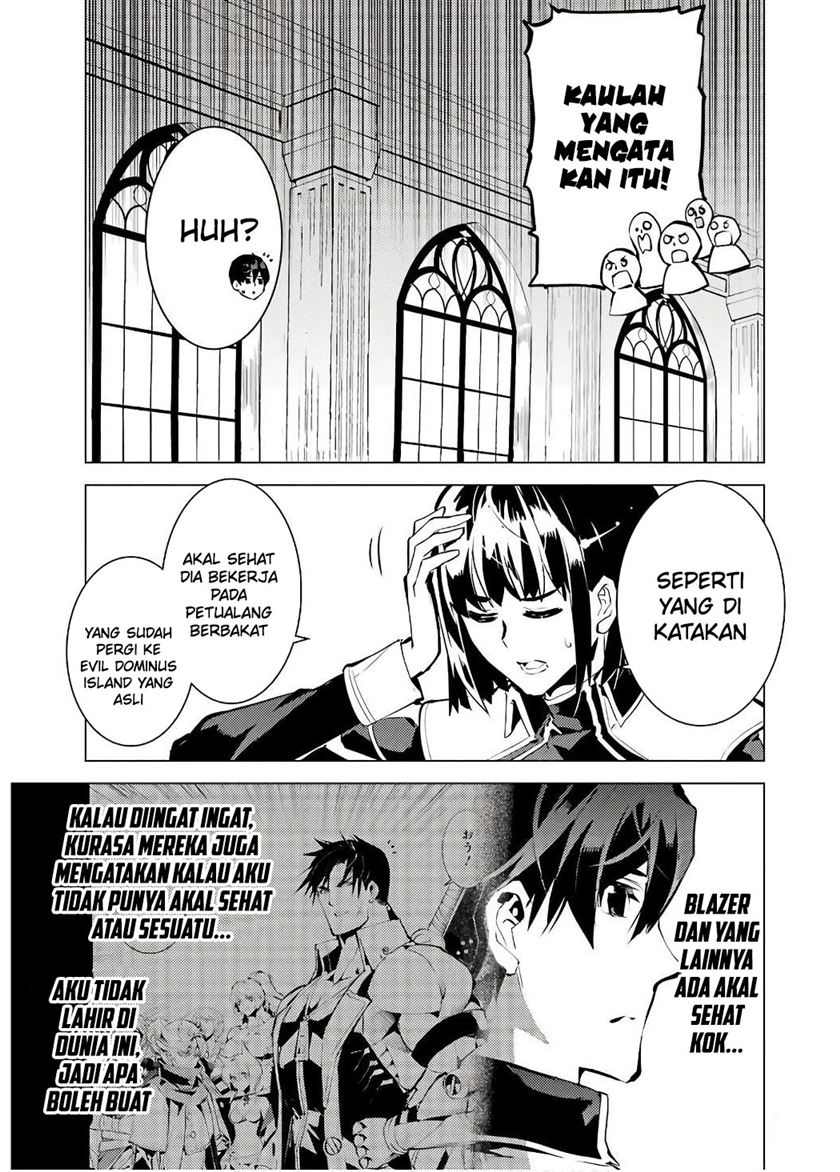 KAULAH
YANG
MENGATA
KAN ITU!
HUH?
SEPERTI
YANG DI
KATAKAN
AKAL SEHAT
DIA BEKERJA
PADA
PETUALANG
BERBAKAT
YANG SUDAH
PERGI KE
EVIL DOMINUS
ISLAND YANG
ASLI
BLAZER
DAN YANG
LAINNYA
ADA AKAL
SEHAT
KOK...
おう!
KALAU DIINGAT INGAT,
KURASA MEREKA JUGA
MENGATAKAN KALAU AKU
TIDAK PUNYA AKAL SEHAT
ATAU SESUATU...
AKU TIDAK
LAHIR DI
DUNIA INI,
JADI APA
BOLEH BUAT